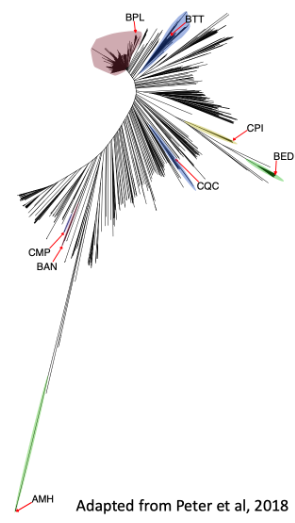 BPL
BTT
CPI
BED
CQC
CMP
BAN
AMH
Adapted from Peter et al, 2018